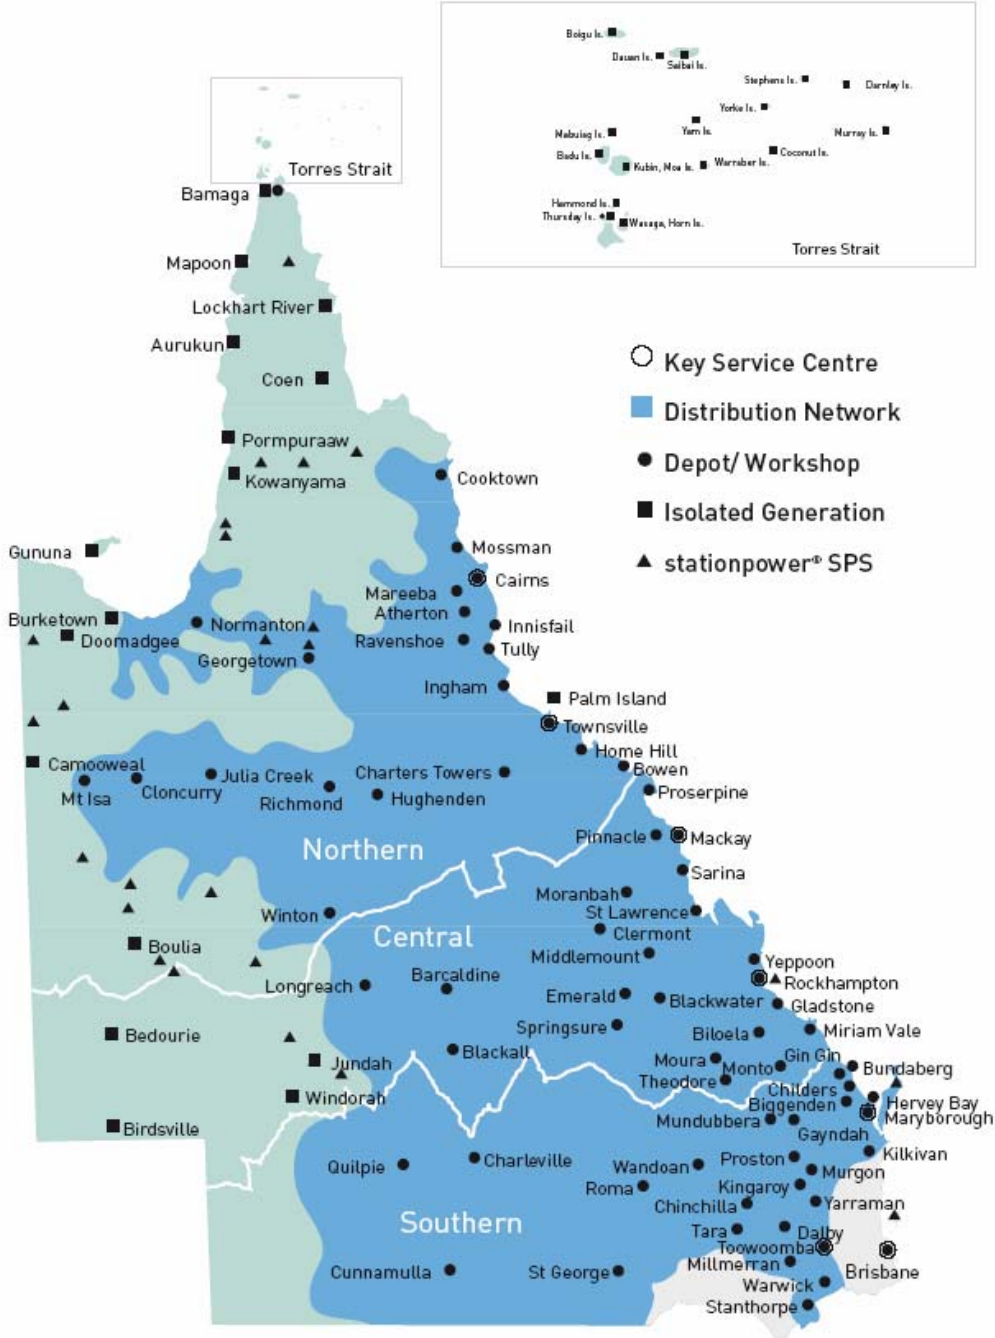 Boigu Is.
Dauan Is.
Saibai Is.
Stephens Is.
Darnley Is.
Yorke Is.
Yam Is.
Murray Is.
Mabuiag Is.
Badu Is.
Kubin, Moa Is.
Warraber Is.
Coconut Is.
Hammond Is.
Thursday Is.
Wasaga, Horn Is.
Torres Strait
Torres Strait
Bamaga
Mapoon
Lockhart River
Aurukun
Coen
Key Service Centre
Distribution Network
Depot/ Workshop
Isolated Generation
stationpower® SPS
Pormpuraaw
Kowanyama
Cooktown
Gununa
Mossman
Cairns
Mareeba
Atherton
Burketown
Normanton
Innisfail
Doomadgee
Ravenshoe
Tully
Georgetown
Ingham
Palm Island
Townsville
Home Hill
Camooweal
Bowen
Julia Creek
Charters Towers
Mt Isa
Cloncurry
Richmond
Hughenden
Proserpine
Northern
Pinnacle
Mackay
Sarina
Moranbah
Winton
St Lawrence
Central
Clermont
Boulia
Middlemount
Yeppoon
Longreach
Barcaldine
Rockhampton
Emerald
Blackwater
Gladstone
Bedourie
Springsure
Biloela
Miriam Vale
Blackall
Jundah
Moura
Monto
Gin Gin
Bundaberg
Theodore
Childers
Windorah
Biggenden
Hervey Bay
Maryborough
Birdsville
Mundubbera
Gayndah
Kilkivan
Quilpie
Charleville
Wandoan
Proston
Murgon
Roma
Kingaroy
Chinchilla
Yarraman
Southern
Tara
Dalby
Toowoomba
Millmerran
Cunnamulla
St George
Brisbane
Warwick
Stanthorpe